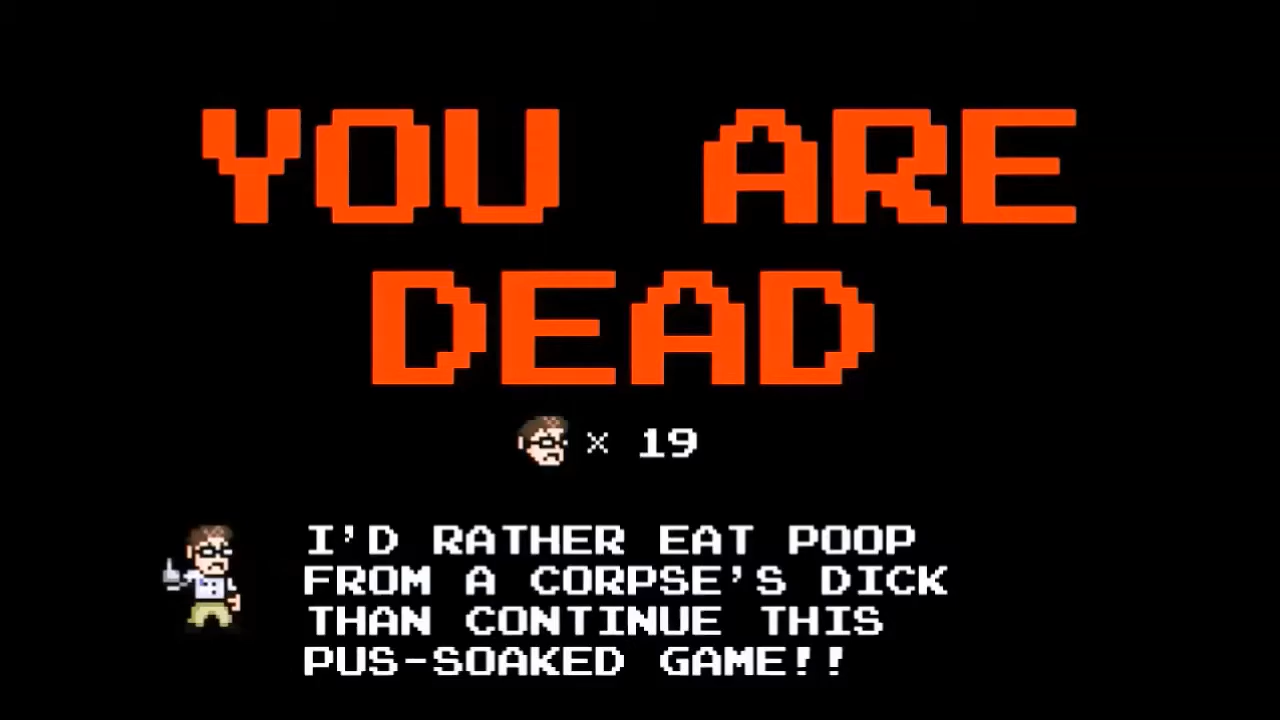 YOU ARE
DEAD
× 19
I'D RATHER EAT POOP
FROM A CORPSE'S DICK
THAN CONTINUE THIS
PUS-SOAKED GAME!!